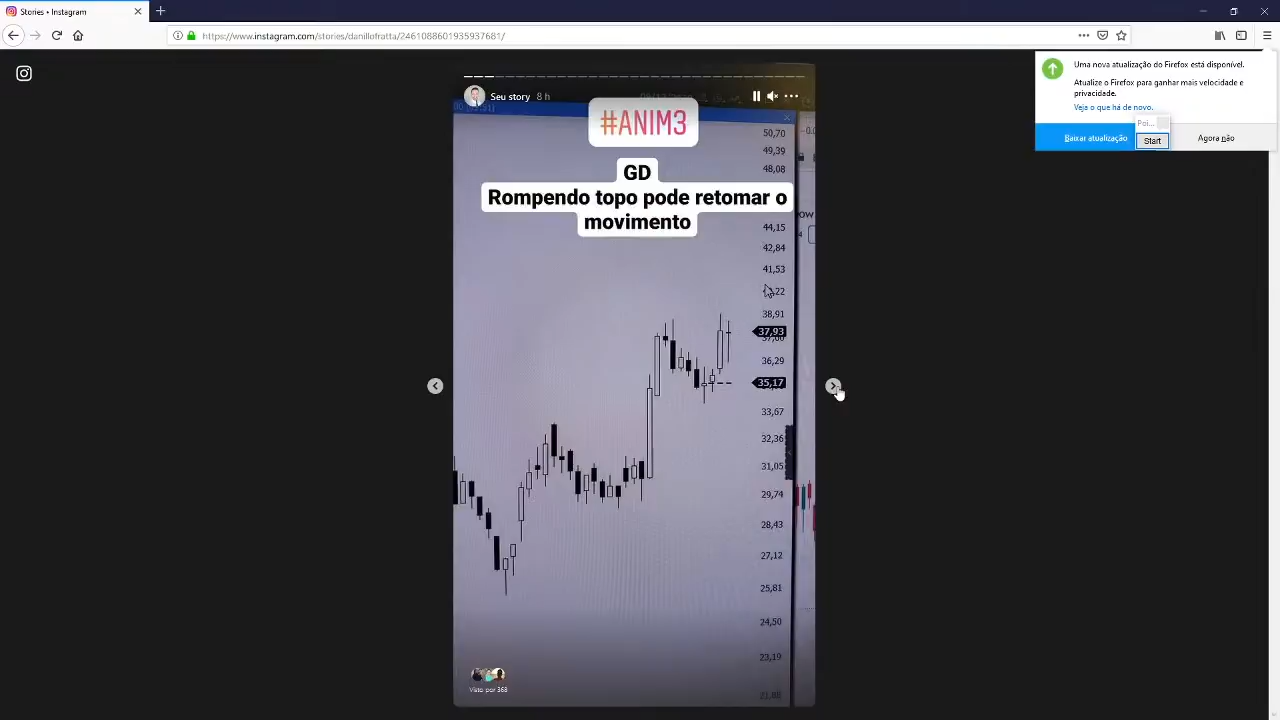 Stories • Instagram
https://www.instagram.com/stories/danillofratta/2461088601935937681/
Uma nova atualização do Firefox está disponível.
Atualize o Firefox para ganhar mais velocidade e
privacidade.
Veja o que há de novo.
Poi...
Baixar atualização
Start
Agora não
Seu story 8 h
#ANIM3
GD
Rompendo topo pode retomar o
movimento
50,70
49,39
48,08
44,15
42,84
41,53
38,91
37,93
36,29
35,17
33,67
32,36
31,05
29,74
28,43
27,12
25,81
24,50
23,19
Visto por 368